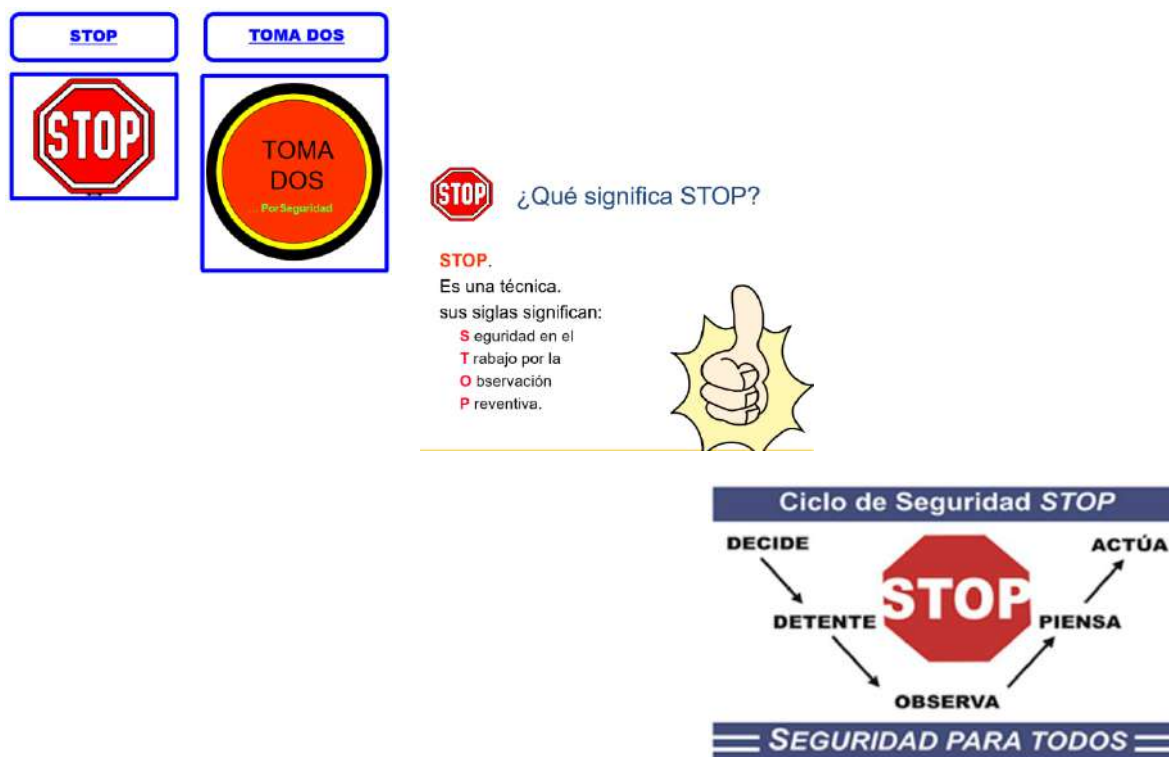 STOP
TOMA DOS
STOP
TOMA
DOS
Por Seguridad
STOP
¿Qué significa STOP?
STOP.
Es una técnica.
sus siglas significan:
S eguridad en el
T rabajo por la
O bservación
P reventiva.
Ciclo de Seguridad STOP
DECIDE
ACTÚA
STOP
DETENTE
PIENSA
OBSERVA
SEGURIDAD PARA TODOS